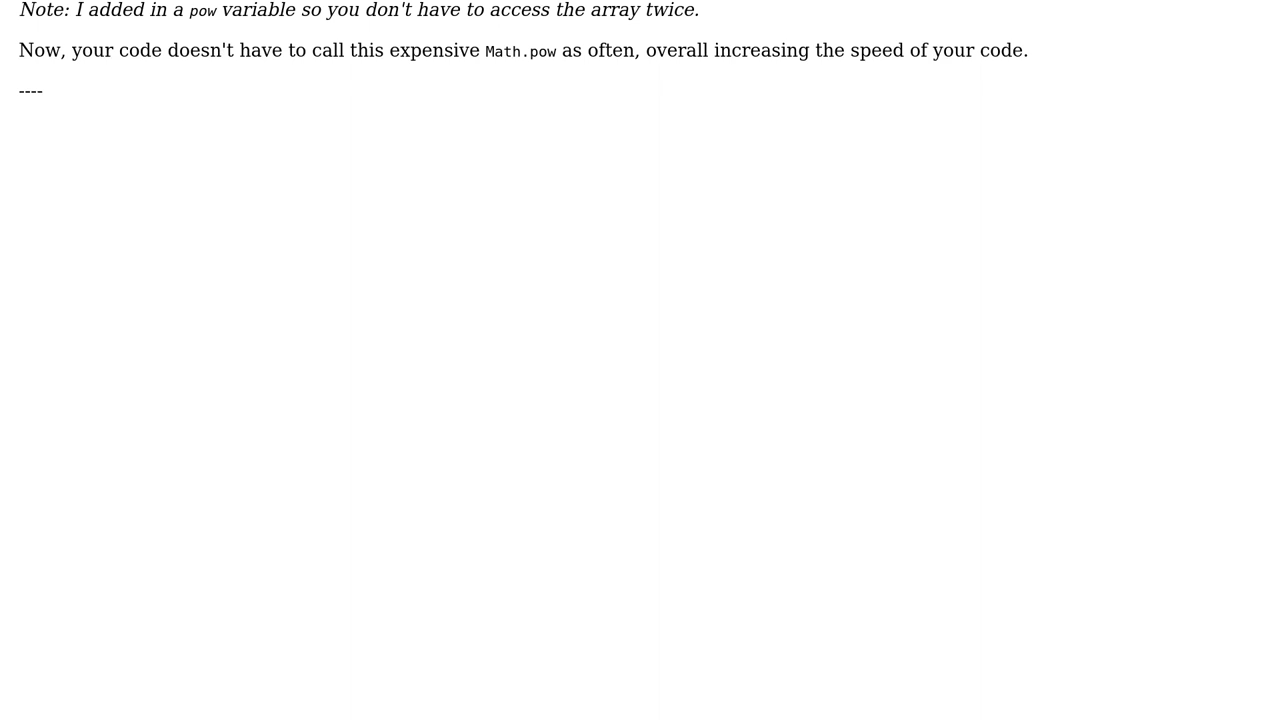 Note: I added in a pow variable so you don't have to access the array twice.
Now, your code doesn't have to call this expensive Math.pow as often, overall increasing the speed of your code.
----